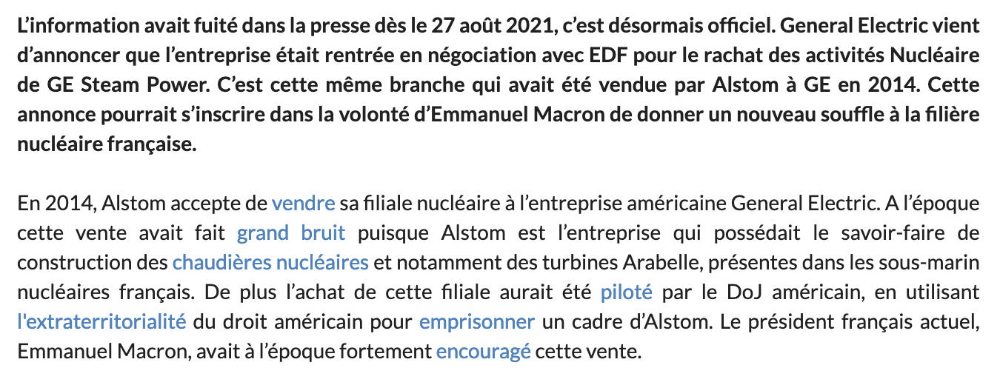 L’information avait fuité dans la presse dès le 27 août 2021, c’est désormais officiel. General Electric vient
d’annoncer que l’entreprise était rentrée en négociation avec EDF pour le rachat des activités Nucléaire
de GE Steam Power. C’est cette même branche qui avait été vendue par Alstom à GE en 2014. Cette
annonce pourrait s’inscrire dans la volonté d’Emmanuel Macron de donner un nouveau souffle à la filière
nucléaire française.
En 2014, Alstom accepte de vendre sa filiale nucléaire à l’entreprise américaine General Electric. A l’époque
cette vente avait fait grand bruit puisque Alstom est l’entreprise qui possédait le savoir-faire de
construction des chaudières nucléaires et notamment des turbines Arabelle, présentes dans les sous-marin
nucléaires français. De plus l’achat de cette filiale aurait été piloté par le DoJ américain, en utilisant
l'extraterritorialité du droit américain pour emprisonner un cadre d’Alstom. Le président français actuel,
Emmanuel Macron, avait à l’époque fortement encouragé cette vente.